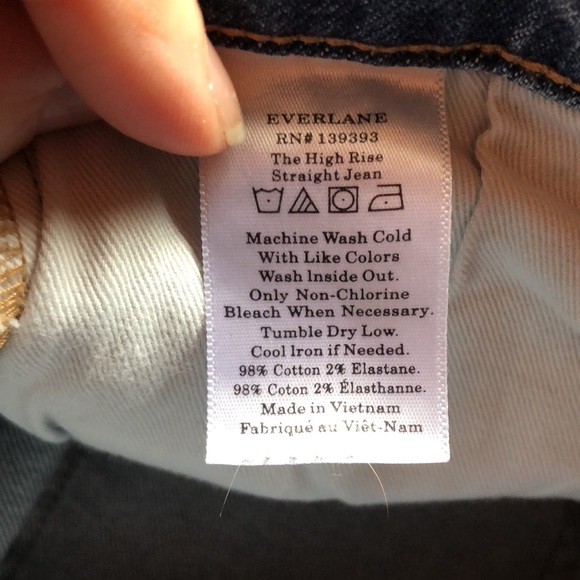 EVERLANE
RN# 139393
The High Rise
Straight Jean
Machine Wash Cold
With Like Colors
Wash Inside Out.
Only Non-Chlorine
Bleach When Necessary.
Tumble Dry Low.
Cool Iron if Needed.
98% Cotton 2% Elastane.
98% Coton 2% Élasthanne.
Made in Vietnam
Fabriqué au Viêt-Nam